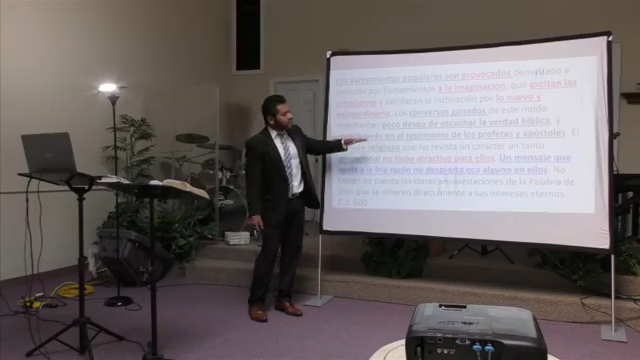 Los avivamientos populares son provocados demasiado a
menudo por llamamientos a la imaginación, que excitan las
emociones y satisfacen la inclinación por lo nuevo y
extraordinario. Los conversos ganados de este modo
manifiestan poco deseo de escuchar la verdad bíblica, y
en el testimonio de los profetas y apóstoles. El
religioso que no revista un carácter un tanto
no tiene atractivo para ellos. Un mensaje que
a la fría razón no despierta eco alguno en ellos. No
tienen en cuenta las claras amonestaciones de la Palabra de
Dios que se refieren directamente a sus intereses eternos.
C.S. 600